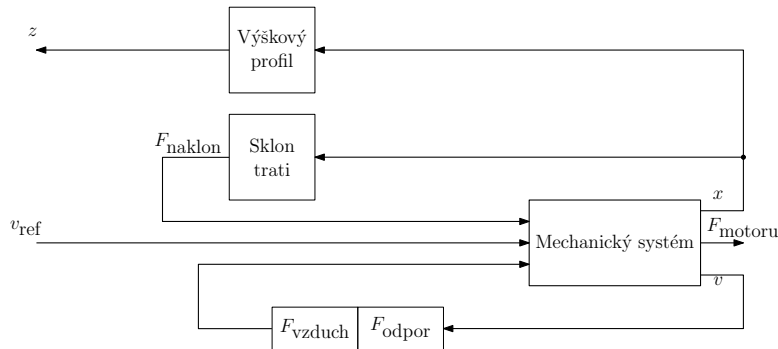 z
Výškový
profil
F_naklon
Sklon
trati
x
v_ref
Mechanický systém
F_motoru
v
F_vzduch
F_odpor